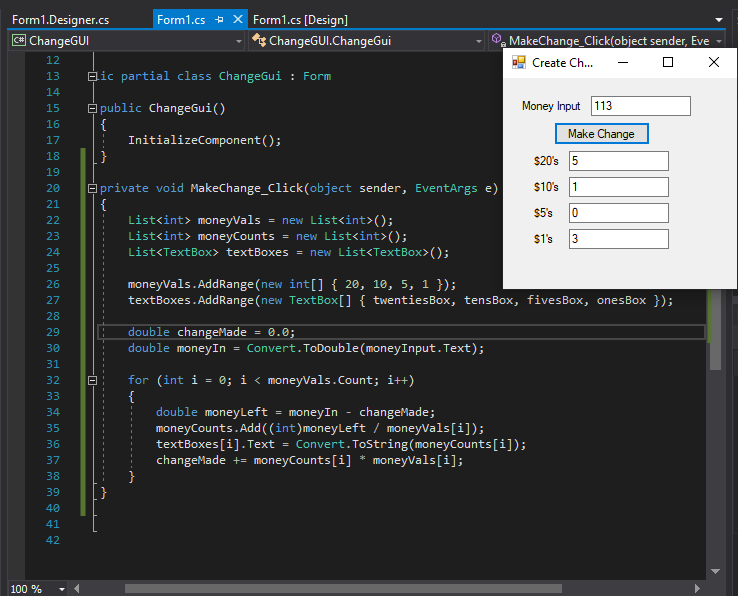 Form1.Designer.cs Form1.cs Form1.cs [Design]
C# ChangeGUI ChangeGUI.ChangeGui MakeChange_Click(object sender, Eve
12
13 ic partial class ChangeGui : Form
14
15 public ChangeGui()
16 {
17 InitializeComponent();
18 }
19
20 private void MakeChange_Click(object sender, EventArgs e)
21 {
22 List<int> moneyVals = new List<int>();
23 List<int> moneyCounts = new List<int>();
24 List<TextBox> textBoxes = new List<TextBox>();
25
26 moneyVals.AddRange(new int[] { 20, 10, 5, 1 });
27 textBoxes.AddRange(new TextBox[] { twentiesBox, tensBox, fivesBox, onesBox });
28
29 double changeMade = 0.0;
30 double moneyIn = Convert.ToDouble(moneyInput.Text);
31
32 for (int i = 0; i < moneyVals.Count; i++)
33 {
34 double moneyLeft = moneyIn - changeMade;
35 moneyCounts.Add((int)moneyLeft / moneyVals[i]);
36 textBoxes[i].Text = Convert.ToString(moneyCounts[i]);
37 changeMade += moneyCounts[i] * moneyVals[i];
38 }
39 }
40
41
42
100 %
Create Ch...
Money Input 113
Make Change
$20's 5
$10's 1
$5's 0
$1's 3